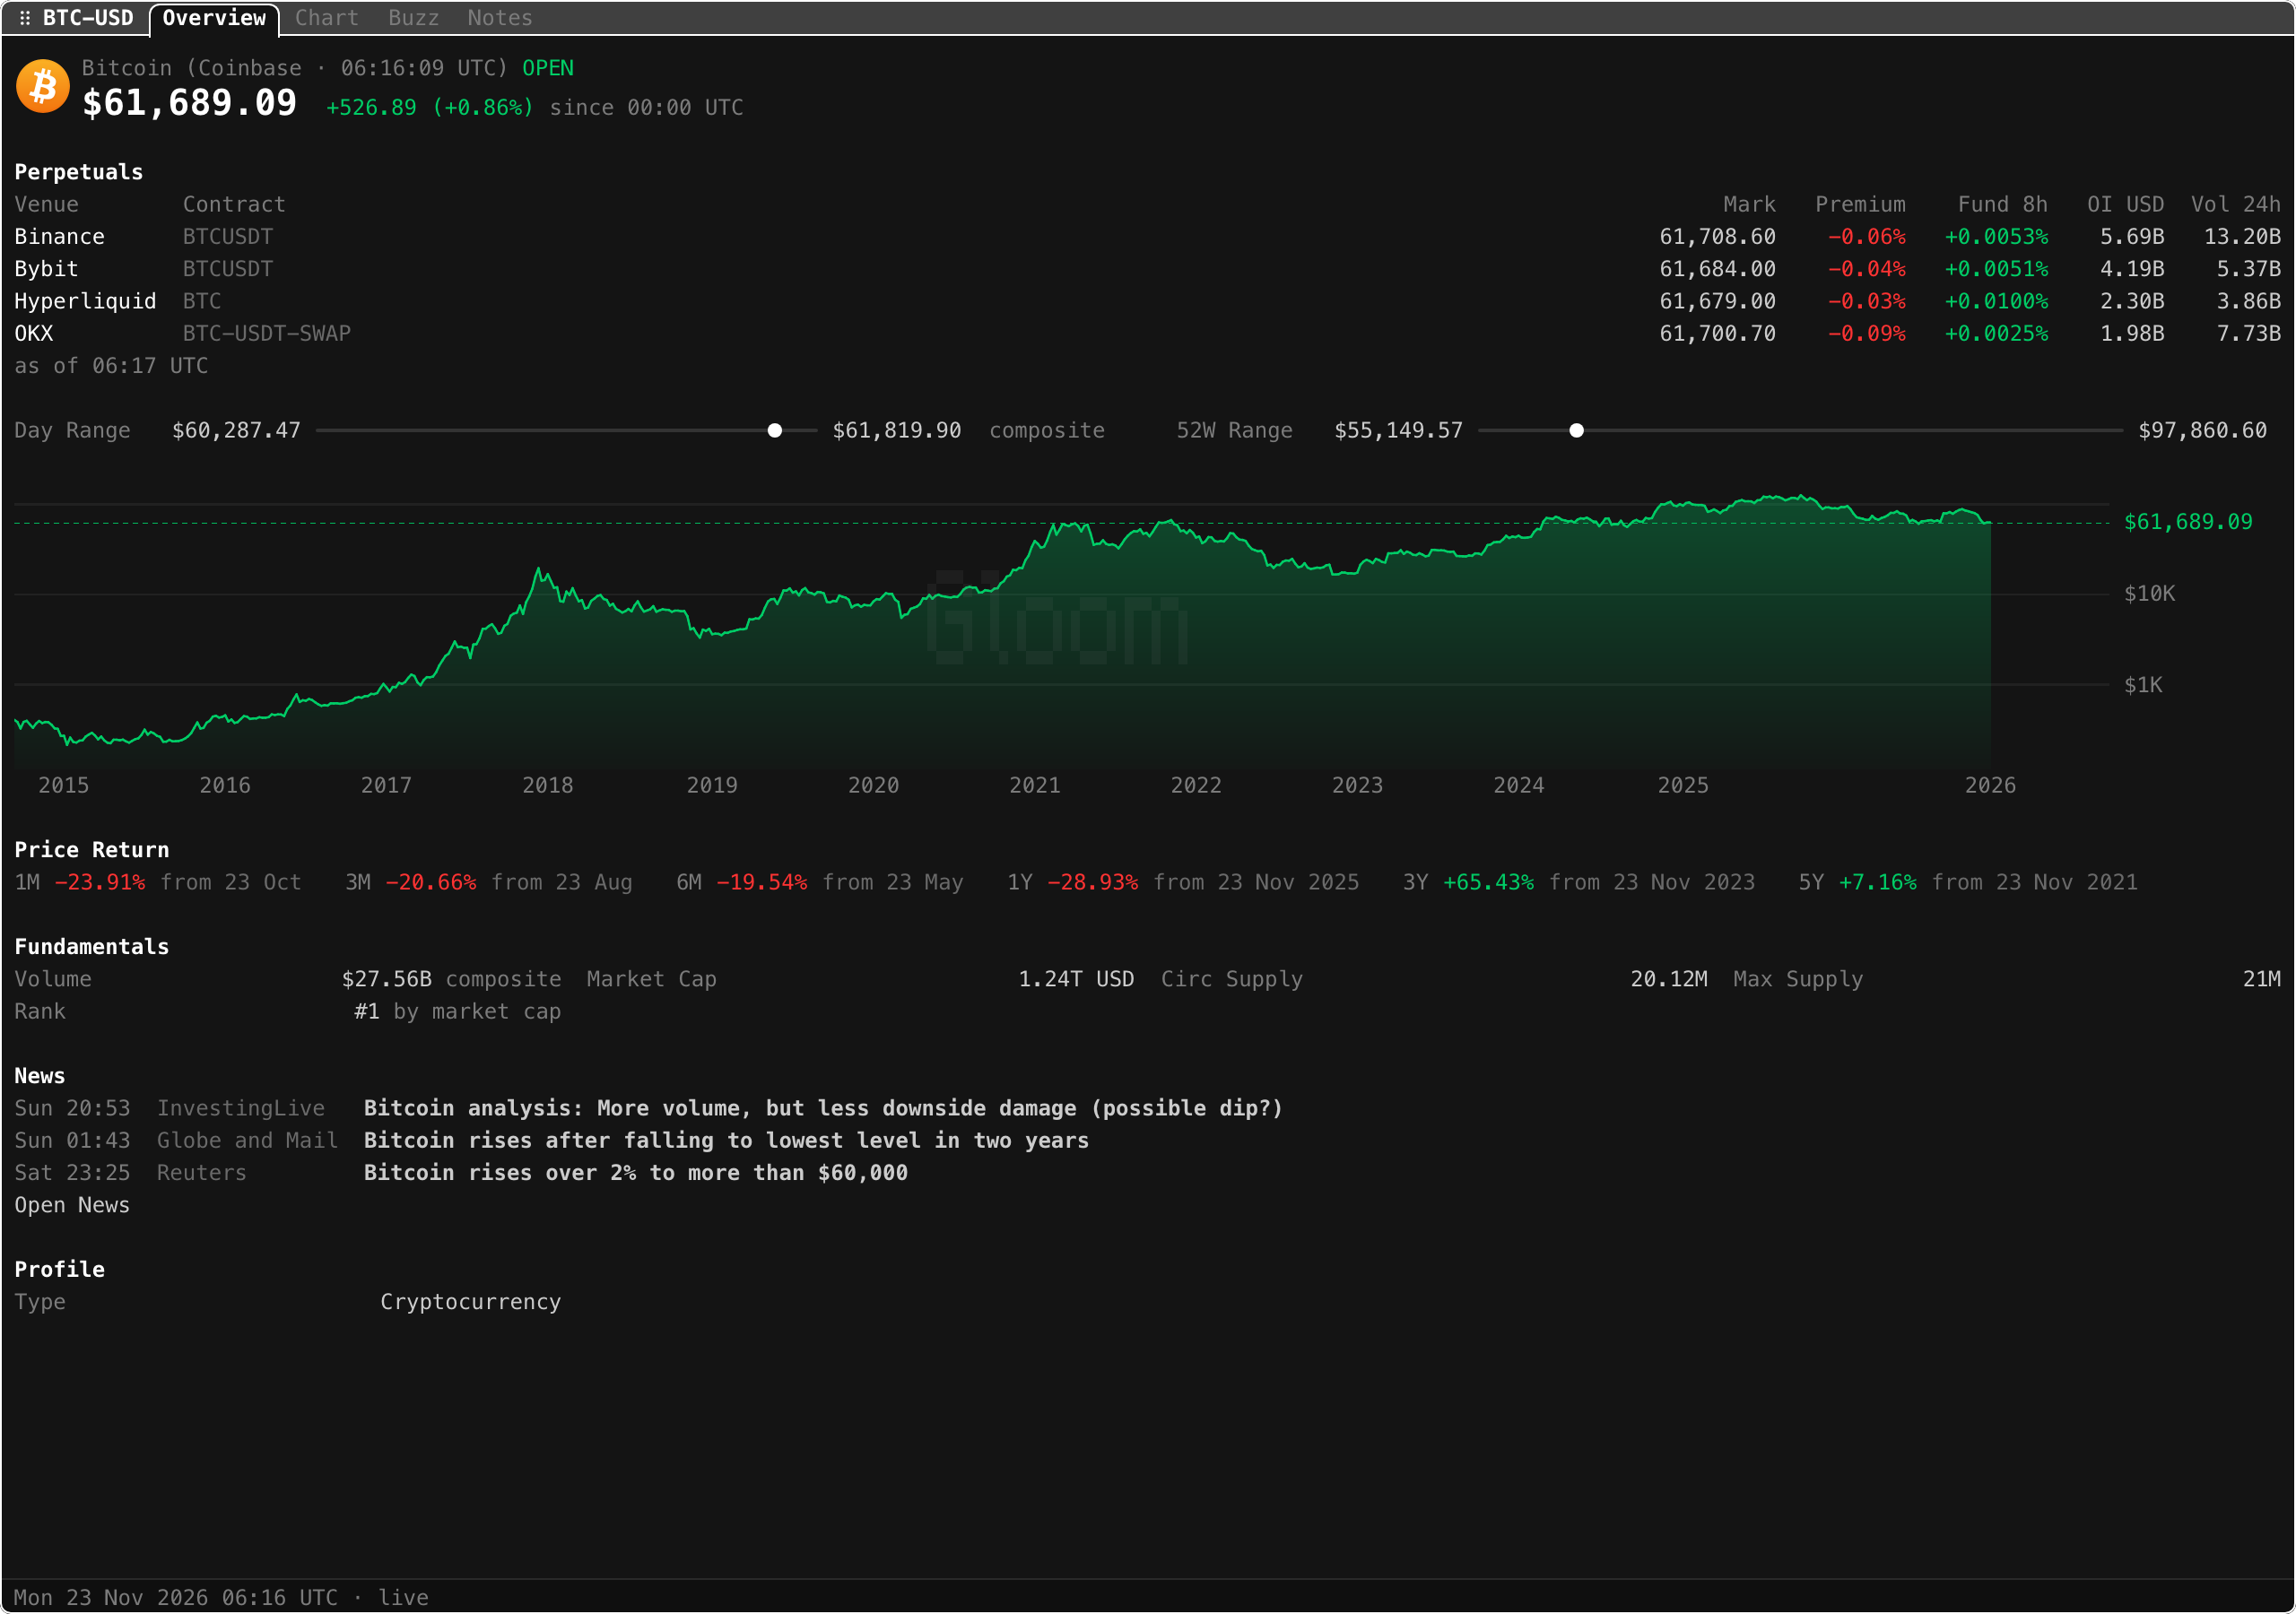 ⠿ BTC−USD Overview Chart Buzz Notes
Bitcoin (Coinbase · 06:16:09 UTC) OPEN
$61,689.09 +526.89 (+0.86%) since 00:00 UTC
Perpetuals
Venue Contract Mark Premium Fund 8h OI USD Vol 24h
Binance BTCUSDT 61,708.60 −0.06% +0.0053% 5.69B 13.20B
Bybit BTCUSDT 61,684.00 −0.04% +0.0051% 4.19B 5.37B
Hyperliquid BTC 61,679.00 −0.03% +0.0100% 2.30B 3.86B
OKX BTC−USDT−SWAP 61,700.70 −0.09% +0.0025% 1.98B 7.73B
as of 06:17 UTC
Day Range $60,287.47 $61,819.90 composite 52W Range $55,149.57 $97,860.60
$61,689.09
$10K
Gloom
$1K
2015 2016 2017 2018 2019 2020 2021 2022 2023 2024 2025 2026
Price Return
1M −23.91% from 23 Oct 3M −20.66% from 23 Aug 6M −19.54% from 23 May 1Y −28.93% from 23 Nov 2025 3Y +65.43% from 23 Nov 2023 5Y +7.16% from 23 Nov 2021
Fundamentals
Volume $27.56B composite Market Cap 1.24T USD Circ Supply 20.12M Max Supply 21M
Rank #1 by market cap
News
Sun 20:53 InvestingLive Bitcoin analysis: More volume, but less downside damage (possible dip?)
Sun 01:43 Globe and Mail Bitcoin rises after falling to lowest level in two years
Sat 23:25 Reuters Bitcoin rises over 2% to more than $60,000
Open News
Profile
Type Cryptocurrency
Mon 23 Nov 2026 06:16 UTC · live